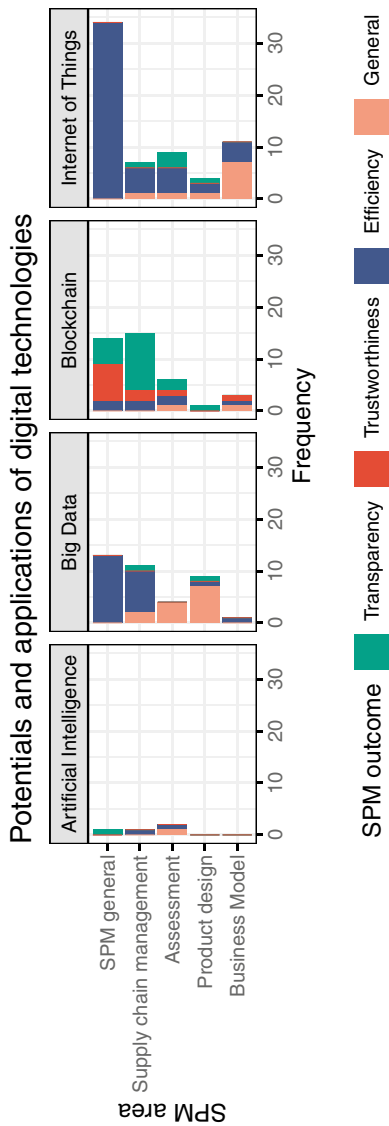 Potentials and applications of digital technologies
Artificial Intelligence
Big Data
Blockchain
Internet of Things
SPM area
SPM general
Supply chain management
Assessment
Product design
Business Model
0 10 20 30
0 10 20 30
0 10 20 30
0 10 20 30
Frequency
SPM outcome
Transparency
Trustworthiness
Efficiency
General